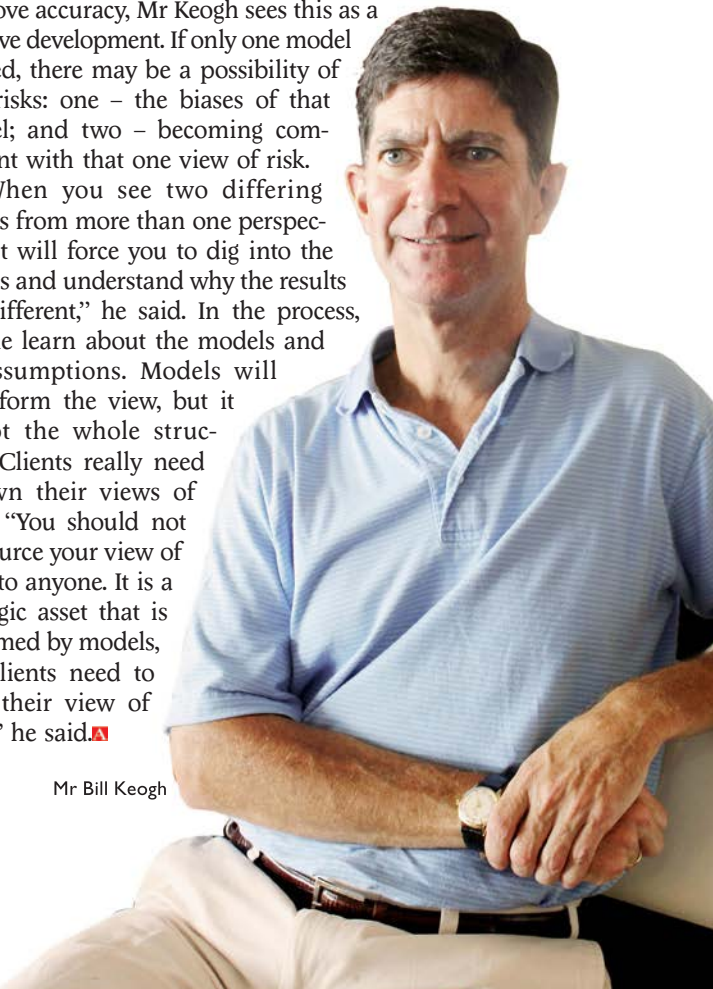 ove accuracy, Mr Keogh sees this as a
ve development. If only one model
ed, there may be a possibility of
risks: one – the biases of that
el; and two – becoming com-
nt with that one view of risk.
When you see two differing
s from more than one perspec-
t will force you to dig into the
s and understand why the results
ifferent,” he said. In the process,
le learn about the models and
ssumptions. Models will
form the view, but it
ot the whole struc-
Clients really need
wn their views of
“You should not
urce your view of
to anyone. It is a
gic asset that is
med by models,
lients need to
their view of
” he said. A
Mr Bill Keogh